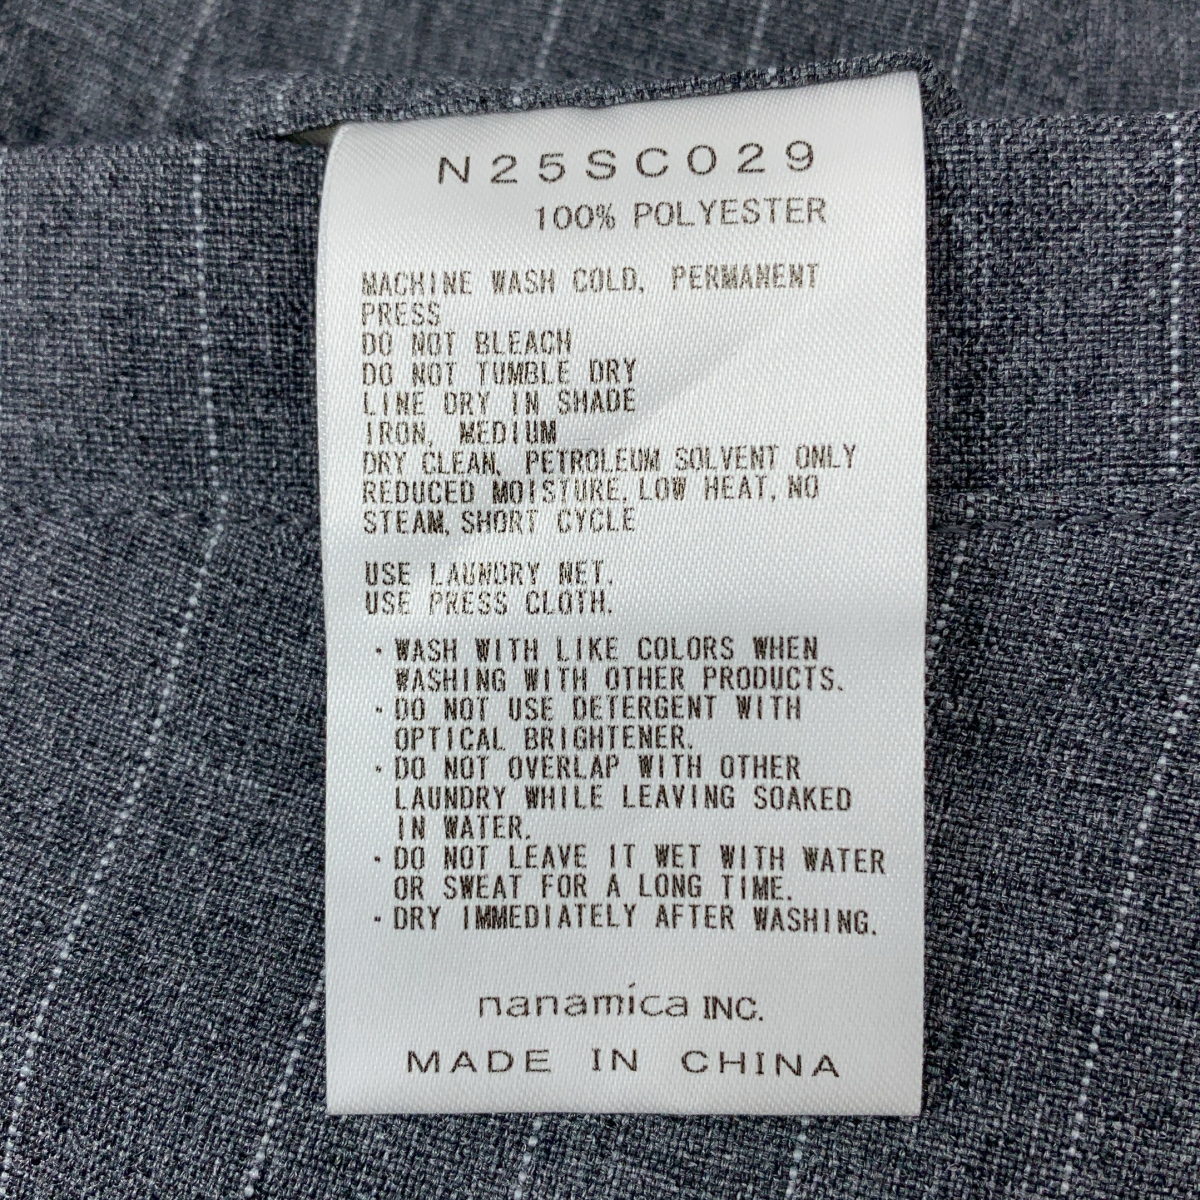 N25SC029
100% POLYESTER
MACHINE WASH COLD, PERMANENT
PRESS
DO NOT BLEACH
DO NOT TUMBLE DRY
LINE DRY IN SHADE
IRON, MEDIUM
DRY CLEAN, PETROLEUM SOLVENT ONLY
REDUCED MOISTURE, LOW HEAT, NO
STEAM, SHORT CYCLE
USE LAUNDRY NET.
USE PRESS CLOTH.
・WASH WITH LIKE COLORS WHEN
WASHING WITH OTHER PRODUCTS.
・DO NOT USE DETERGENT WITH
OPTICAL BRIGHTENER.
・DO NOT OVERLAP WITH OTHER
LAUNDRY WHILE LEAVING SOAKED
IN WATER.
・DO NOT LEAVE IT WET WITH WATER
OR SWEAT FOR A LONG TIME.
・DRY IMMEDIATELY AFTER WASHING.
nanamica INC.
MADE IN CHINA